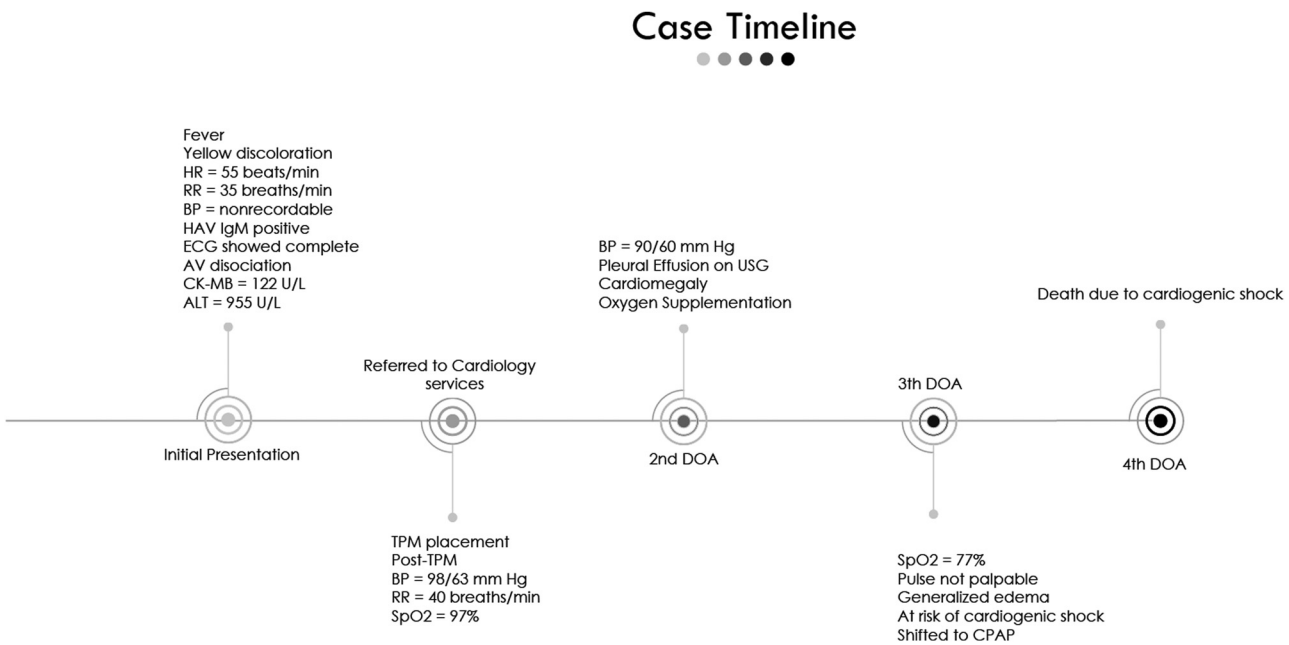 Case Timeline
Fever
Yellow discoloration
HR = 55 beats/min
RR = 35 breaths/min
BP = nonrecordable
HAV IgM positive
ECG showed complete
AV disociation
CK-MB = 122 U/L
ALT = 955 U/L
Initial Presentation
Referred to Cardiology
services
TPM placement
Post-TPM
BP = 98/63 mm Hg
RR = 40 breaths/min
SpO2 = 97%
BP = 90/60 mm Hg
Pleural Effusion on USG
Cardiomegaly
Oxygen Supplementation
2nd DOA
3th DOA
SpO2 = 77%
Pulse not palpable
Generalized edema
At risk of cardiogenic shock
Shifted to CPAP
Death due to cardiogenic shock
4th DOA